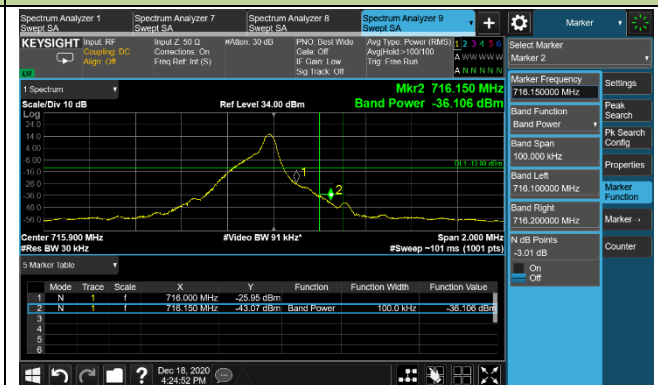 Spectrum Analyzer 1
Swept SA
Spectrum Analyzer 7
Swept SA
Spectrum Analyzer 8
Swept SA
Spectrum Analyzer 9
Swept SA
+
Marker
KEYSIGHT
Input: RF
Coupling: DC
Align: Off
Input Z: 50 Ω
Corrections: On
Freq Ref: Int (S)
#Atten: 30 dB
PNO: Best Wide
Gate: Off
IF Gain: Low
Sig Track: Off
Avg Type: Power (RMS)
Avg|Hold:>100/100
Trig: Free Run
1 2 3 4 5 6
A W W W W W
A N N N N N
1 Spectrum
Scale/Div 10 dB
Ref Level 34.00 dBm
Mkr2 716.150 MHz
Band Power -36.106 dBm
Log
24.0
14.0
4.00
-6.00
-16.0
-26.0
-36.0
-46.0
-56.0
DL1 -13.00 dBm
1
2
Center 715.900 MHz
#Res BW 30 kHz
#Video BW 91 kHz*
Span 2.000 MHz
#Sweep ~101 ms (1001 pts)
5 Marker Table
Mode Trace Scale X Y Function Function Width Function Value
1 N 1 f 716.000 MHz -25.95 dBm
2 N 1 f 716.150 MHz -43.07 dBm Band Power 100.0 kHz -36.106 dBm
3
4
5
6
Dec 18, 2020
4:24:52 PM
Select Marker
Marker 2
Marker Frequency
716.150000 MHz
Band Function
Band Power
Band Span
100.000 kHz
Band Left
716.100000 MHz
Band Right
716.200000 MHz
N dB Points
-3.01 dB
On
Off
Settings
Peak
Search
Pk Search
Config
Properties
Marker
Function
Marker→
Counter